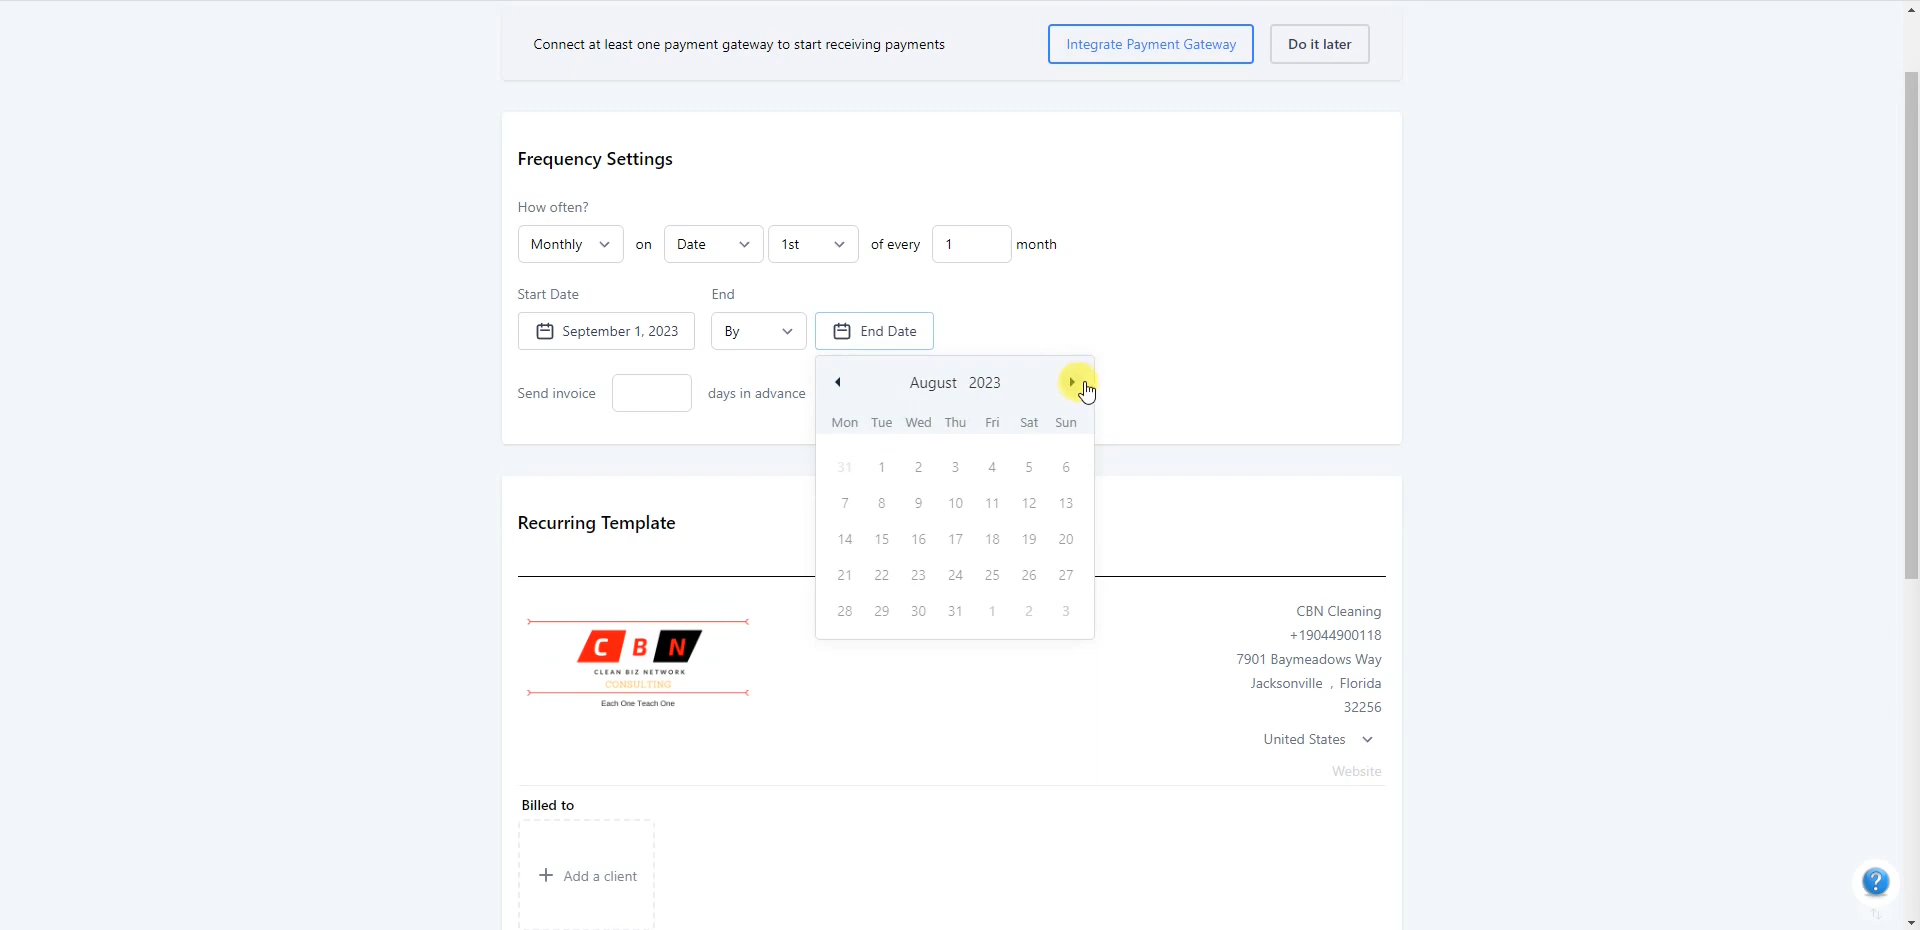 Connect at least one payment gateway to start receiving payments Integrate Payment Gateway Do it later
Frequency Settings
How often?
Monthly on Date 1st of every 1 month
Start Date End
September 1, 2023 By End Date
Send invoice days in advance
August 2023
Mon Tue Wed Thu Fri Sat Sun
31 1 2 3 4 5 6
7 8 9 10 11 12 13
14 15 16 17 18 19 20
21 22 23 24 25 26 27
28 29 30 31 1 2 3
Recurring Template
C B N
CLEAN BIZ NETWORK
CONSULTING
Each One Teach One
CBN Cleaning
+19044900118
7901 Baymeadows Way
Jacksonville , Florida
32256
United States
Website
Billed to
+ Add a client
?